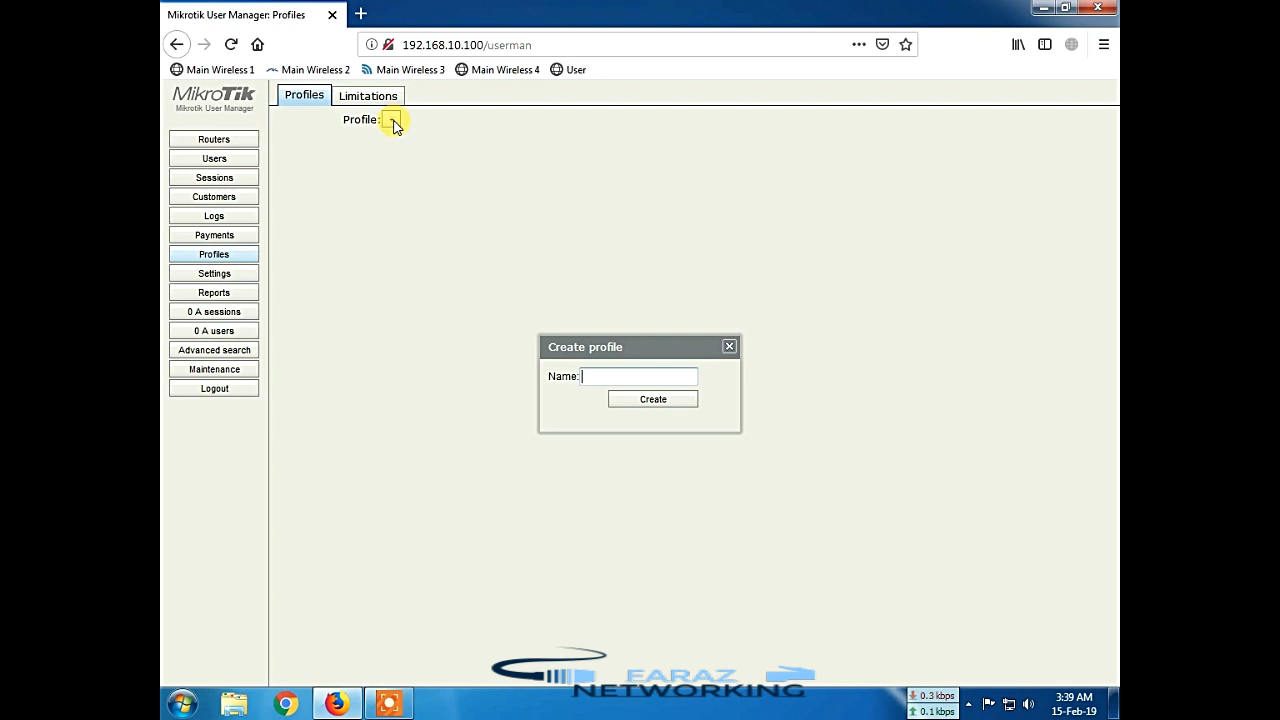 Mikrotik User Manager: Profiles
192.168.10.100/userman
Main Wireless 1 Main Wireless 2 Main Wireless 3 Main Wireless 4 User
MikroTik
Mikrotik User Manager
Profiles Limitations
Profile:
Routers
Users
Sessions
Customers
Logs
Payments
Profiles
Settings
Reports
0 A sessions
0 A users
Advanced search
Maintenance
Logout
Create profile
Name:
Create
FARAZ
NETWORKING
0.3 kbps
0.1 kbps
3:39 AM
15-Feb-19